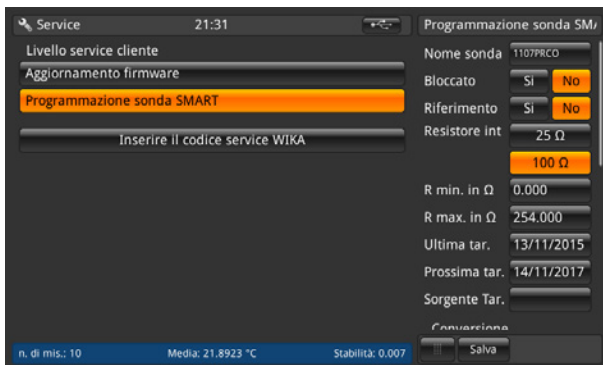 Service 21:31
Livello service cliente
Aggiornamento firmware
Programmazione sonda SMART
Inserire il codice service WIKA
n. di mis.: 10 Media: 21.8923 °C Stabilità: 0.007
Programmazione sonda SMA
Nome sonda 1107PRCO
Bloccato Si No
Riferimento Si No
Resistore int 25 Ω
100 Ω
R min. in Ω 0.000
R max. in Ω 254.000
Ultima tar. 13/11/2015
Prossima tar. 14/11/2017
Sorgente Tar.
Conversione
Salva